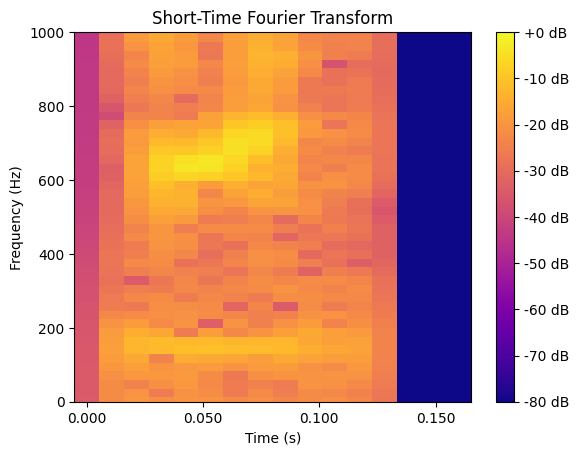 Short-Time Fourier Transform
1000
800
600
400
200
0
Frequency (Hz)
0.000
0.050
0.100
0.150
Time (s)
+0 dB
-10 dB
-20 dB
-30 dB
-40 dB
-50 dB
-60 dB
-70 dB
-80 dB